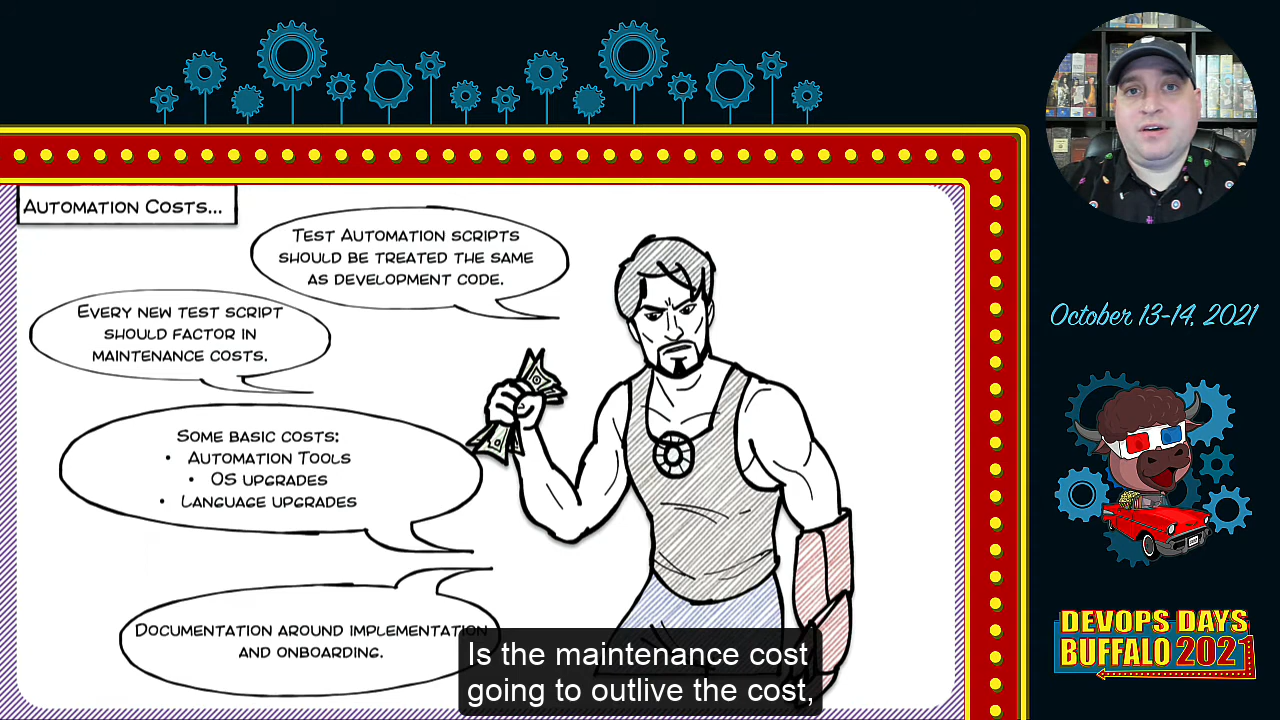 Automation Costs...
Test Automation scripts
should be treated the same
as development code.
Every new test script
should factor in
maintenance costs.
Some basic costs:
• Automation Tools
• OS upgrades
• Language upgrades
Documentation around implementation
and onboarding.
Is the maintenance cost
going to outlive the cost,
October 13-14, 2021
DEVOPS DAYS
BUFFALO 2021